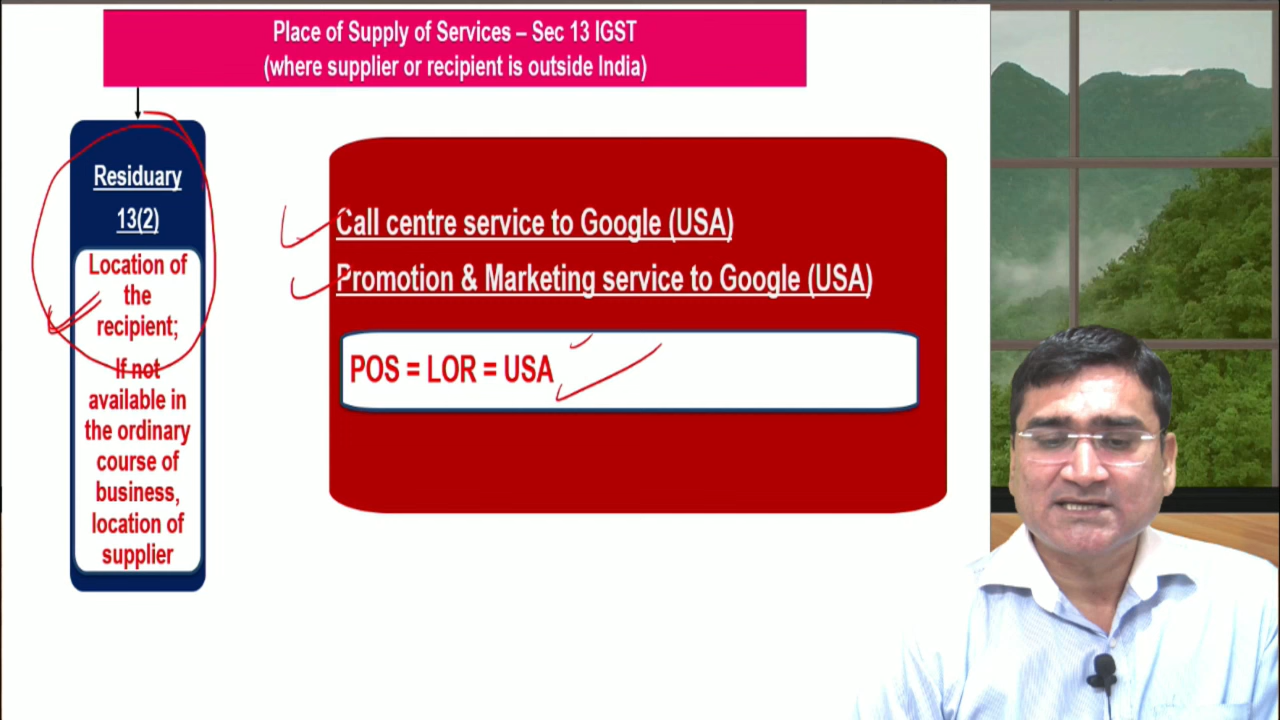 Place of Supply of Services – Sec 13 IGST
(where supplier or recipient is outside India)
Residuary
13(2)
Location of
the
recipient;
If not
available in
the ordinary
course of
business,
location of
supplier
Call centre service to Google (USA)
Promotion & Marketing service to Google (USA)
POS = LOR = USA